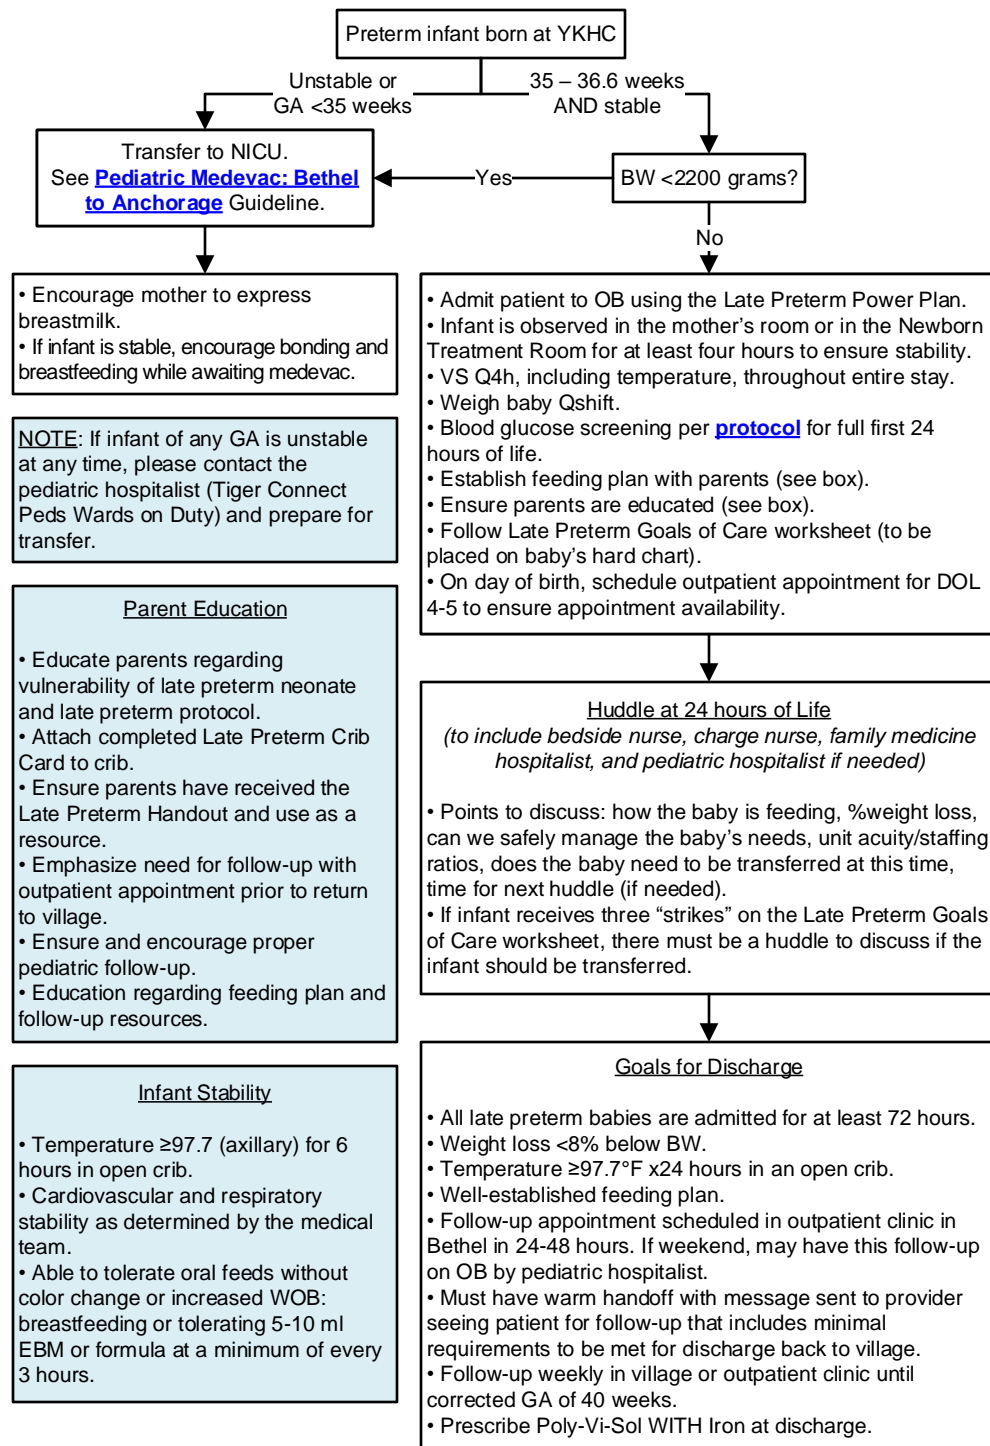 Preterm infant born at YKHC
Unstable or
GA <35 weeks
35 – 36.6 weeks
AND stable
Transfer to NICU.
See Pediatric Medevac: Bethel
to Anchorage Guideline.
Yes
BW <2200 grams?
No
• Encourage mother to express
breastmilk.
• If infant is stable, encourage bonding and
breastfeeding while awaiting medevac.
NOTE: If infant of any GA is unstable
at any time, please contact the
pediatric hospitalist (Tiger Connect
Peds Wards on Duty) and prepare for
transfer.
Parent Education
• Educate parents regarding
vulnerability of late preterm neonate
and late preterm protocol.
• Attach completed Late Preterm Crib
Card to crib.
• Ensure parents have received the
Late Preterm Handout and use as a
resource.
• Emphasize need for follow-up with
outpatient appointment prior to return
to village.
• Ensure and encourage proper
pediatric follow-up.
• Education regarding feeding plan and
follow-up resources.
Infant Stability
• Temperature ≥97.7 (axillary) for 6
hours in open crib.
• Cardiovascular and respiratory
stability as determined by the medical
team.
• Able to tolerate oral feeds without
color change or increased WOB:
breastfeeding or tolerating 5-10 ml
EBM or formula at a minimum of every
3 hours.
• Admit patient to OB using the Late Preterm Power Plan.
• Infant is observed in the mother's room or in the Newborn
Treatment Room for at least four hours to ensure stability.
• VS Q4h, including temperature, throughout entire stay.
• Weigh baby Qshift.
• Blood glucose screening per protocol for full first 24
hours of life.
• Establish feeding plan with parents (see box).
• Ensure parents are educated (see box).
• Follow Late Preterm Goals of Care worksheet (to be
placed on baby's hard chart).
• On day of birth, schedule outpatient appointment for DOL
4-5 to ensure appointment availability.
Huddle at 24 hours of Life
(to include bedside nurse, charge nurse, family medicine
hospitalist, and pediatric hospitalist if needed)
• Points to discuss: how the baby is feeding, %weight loss,
can we safely manage the baby's needs, unit acuity/staffing
ratios, does the baby need to be transferred at this time,
time for next huddle (if needed).
• If infant receives three “strikes” on the Late Preterm Goals
of Care worksheet, there must be a huddle to discuss if the
infant should be transferred.
Goals for Discharge
• All late preterm babies are admitted for at least 72 hours.
• Weight loss <8% below BW.
• Temperature ≥97.7°F x24 hours in an open crib.
• Well-established feeding plan.
• Follow-up appointment scheduled in outpatient clinic in
Bethel in 24-48 hours. If weekend, may have this follow-up
on OB by pediatric hospitalist.
• Must have warm handoff with message sent to provider
seeing patient for follow-up that includes minimal
requirements to be met for discharge back to village.
• Follow-up weekly in village or outpatient clinic until
corrected GA of 40 weeks.
• Prescribe Poly-Vi-Sol WITH Iron at discharge.